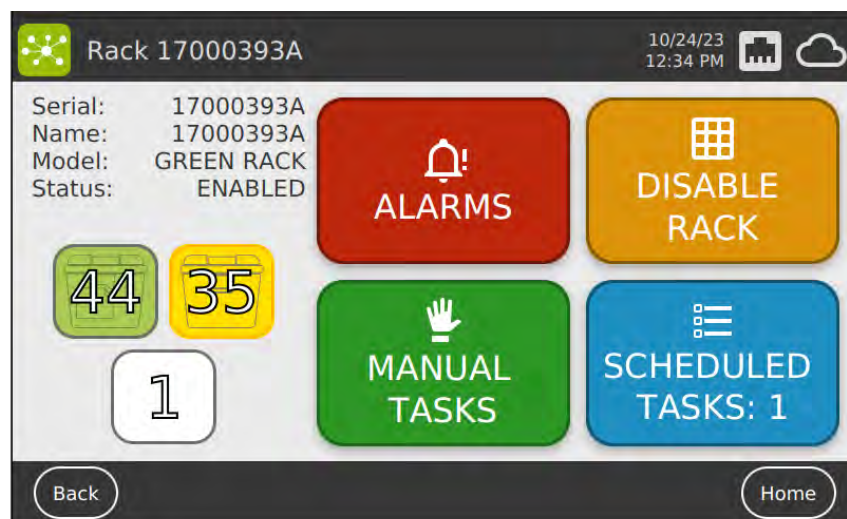 Rack 17000393A
10/24/23
12:34 PM
Serial: 17000393A
Name: 17000393A
Model: GREEN RACK
Status: ENABLED
44
35
1
ALARMS
DISABLE
RACK
MANUAL
TASKS
SCHEDULED
TASKS: 1
Back
Home